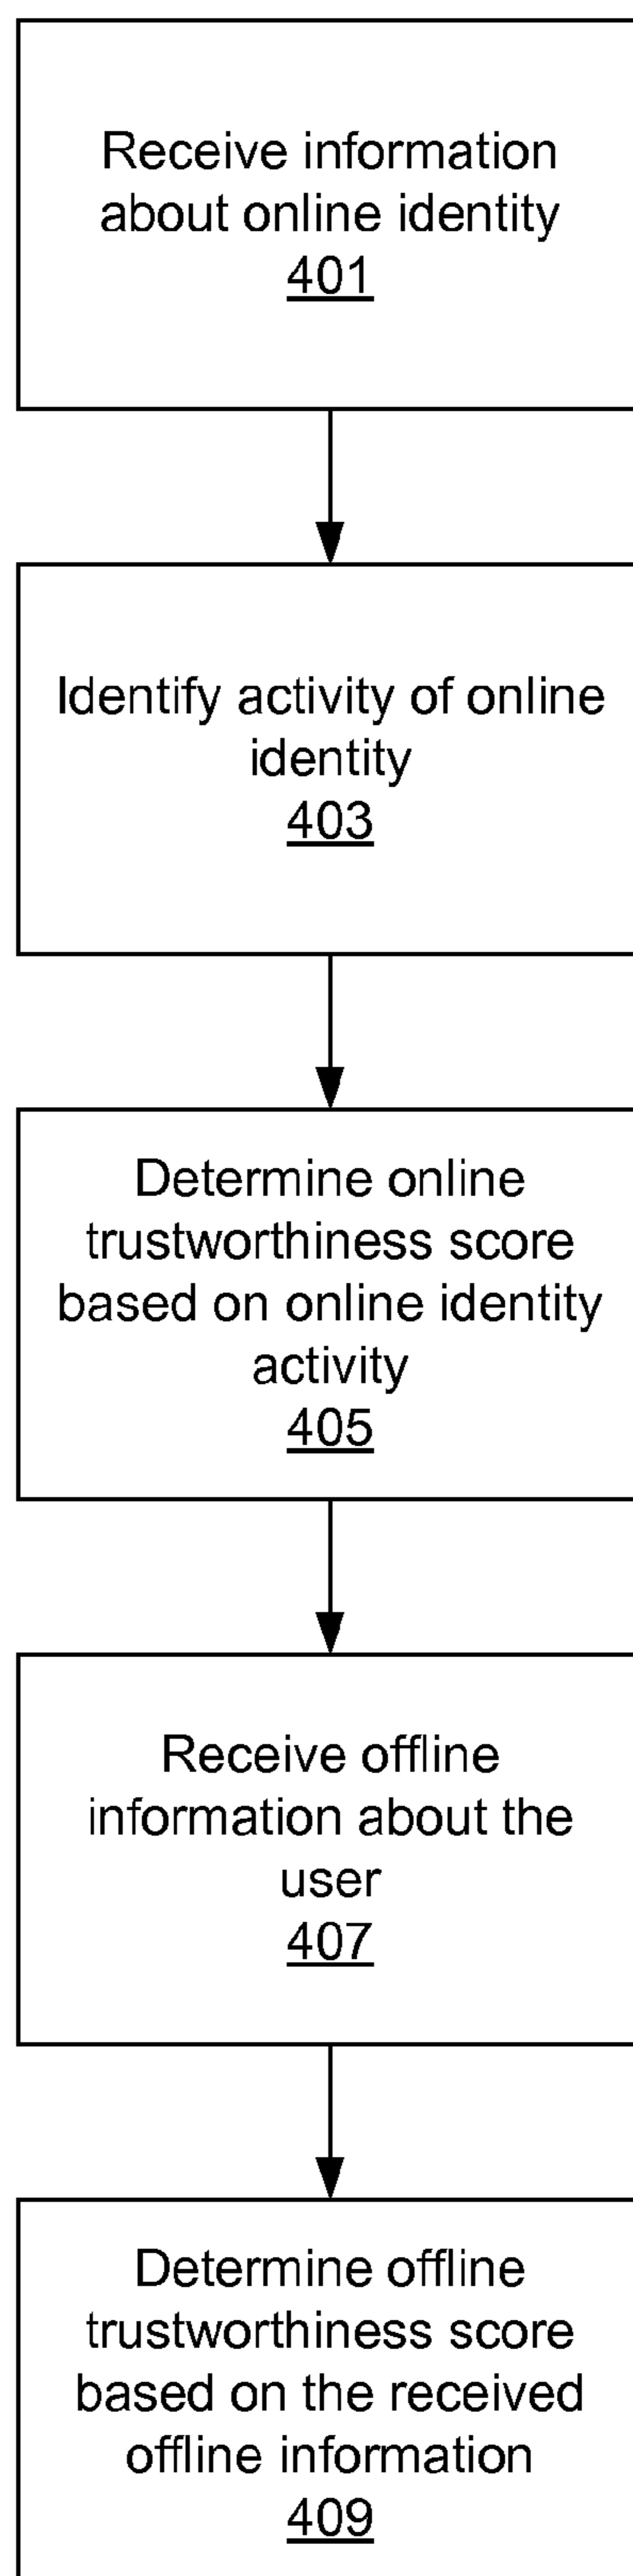 Receive information
about online identity
401
Identify activity of online
identity
403
Determine online
trustworthiness score
based on online identity
activity
405
Receive offline
information about the
user
407
Determine offline
trustworthiness score
based on the received
offline information
409